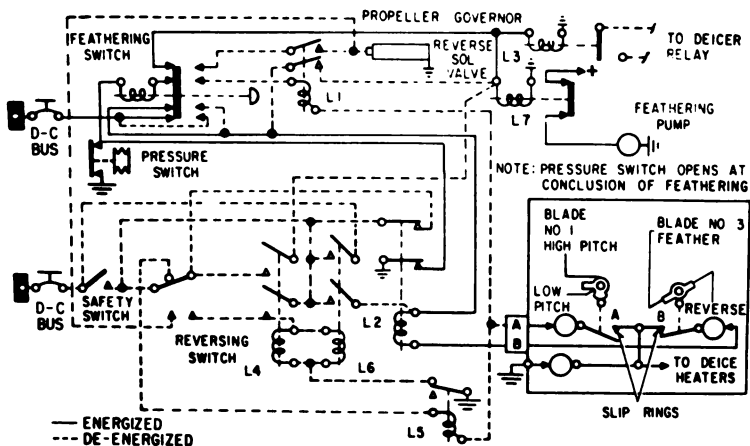 PROPELLER GOVERNOR
FEATHERING
SWITCH
REVERSE
SOL
VALVE
L3
TO DEICER
RELAY
L1
L7
+
FEATHERING
PUMP
D-C
BUS
PRESSURE
SWITCH
NOTE: PRESSURE SWITCH OPENS AT
CONCLUSION OF FEATHERING
BLADE
NO 1
HIGH PITCH
BLADE NO 3
FEATHER
LOW
PITCH
A
B
REVERSE
D-C
BUS
SAFETY
SWITCH
REVERSING
SWITCH
L2
L4
L6
A
B
TO DEICE
HEATERS
SLIP RINGS
L5
ENERGIZED
DE-ENERGIZED